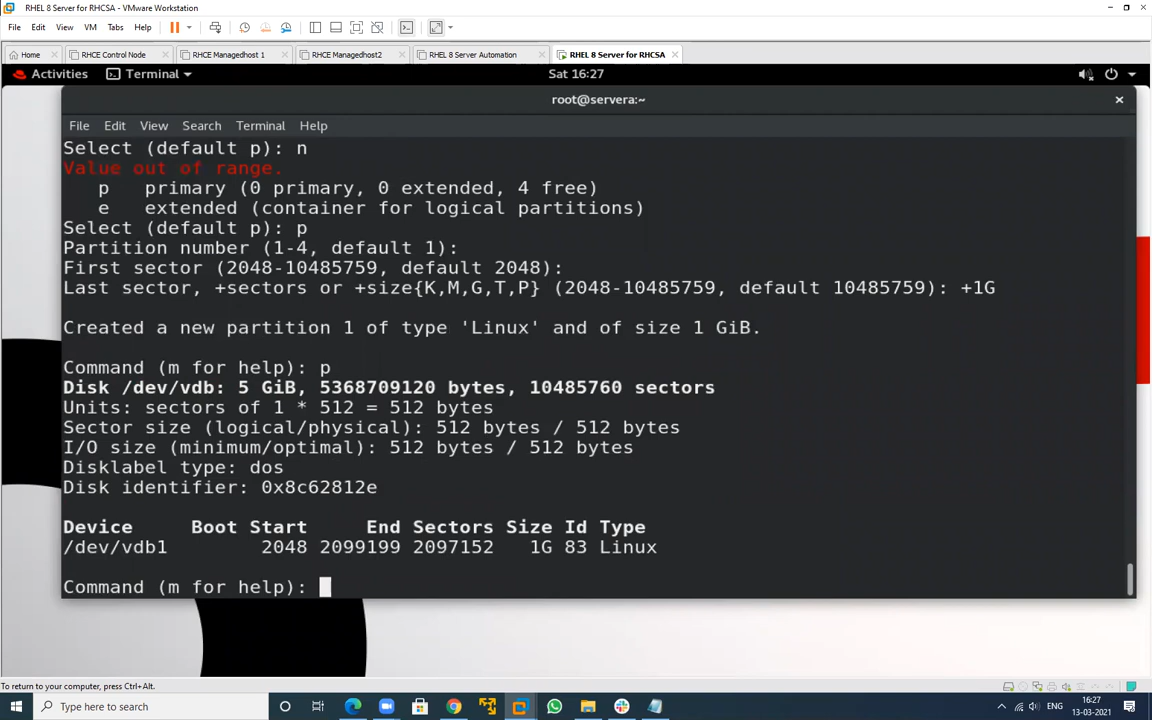 RHEL 8 Server for RHCSA - VMware Workstation
File Edit View VM Tabs Help
Home RHCE Control Node RHCE Managedhost 1 RHCE Managedhost2 RHEL 8 Server Automation RHEL 8 Server for RHCSA
Activities Terminal Sat 16:27
root@servera:~
File Edit View Search Terminal Help
Select (default p): n
Value out of range.
p primary (0 primary, 0 extended, 4 free)
e extended (container for logical partitions)
Select (default p): p
Partition number (1-4, default 1):
First sector (2048-10485759, default 2048):
Last sector, +sectors or +size{K,M,G,T,P} (2048-10485759, default 10485759): +1G
Created a new partition 1 of type 'Linux' and of size 1 GiB.
Command (m for help): p
Disk /dev/vdb: 5 GiB, 5368709120 bytes, 10485760 sectors
Units: sectors of 1 * 512 = 512 bytes
Sector size (logical/physical): 512 bytes / 512 bytes
I/O size (minimum/optimal): 512 bytes / 512 bytes
Disklabel type: dos
Disk identifier: 0x8c62812e
Device Boot Start End Sectors Size Id Type
/dev/vdb1 2048 2099199 2097152 1G 83 Linux
Command (m for help):
To return to your computer, press Ctrl+Alt.
Type here to search
ENG
16:27
13-03-2021